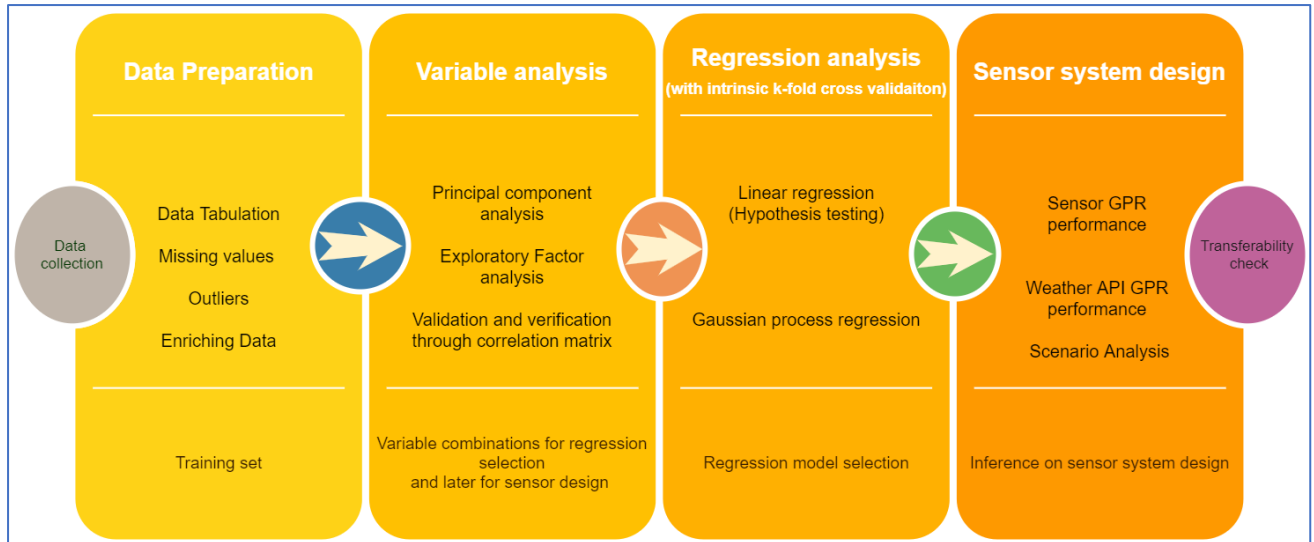 Data
collection
Data Preparation
Data Tabulation
Missing values
Outliers
Enriching Data
Training set
Variable analysis
Principal component
analysis
Exploratory Factor
analysis
Validation and verification
through correlation matrix
Variable combinations for regression
selection
and later for sensor design
Regression analysis
(with intrinsic k-fold cross validaiton)
Linear regression
(Hypothesis testing)
Gaussian process regression
Regression model selection
Sensor system design
Sensor GPR
performance
Weather API GPR
performance
Scenario Analysis
Inference on sensor system design
Transferability
check